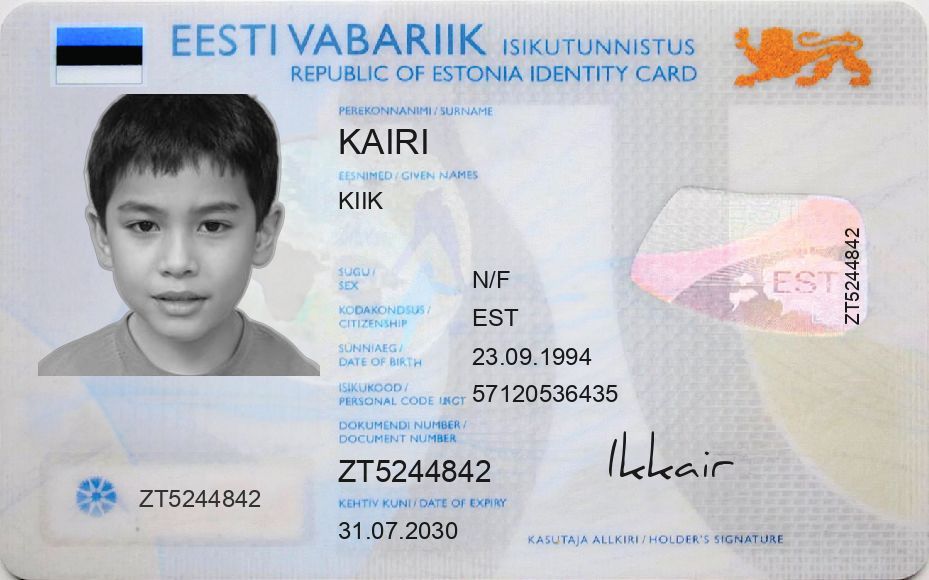 EESTI VABARIIK ISIKUTUNNISTUS
REPUBLIC OF ESTONIA IDENTITY CARD
PEREKONNANIMI / SURNAME
KAIRI
EESNIMED / GIVEN NAMES
KIIK
SUGU /
SEX
N/F
KODAKONDSUS /
CITIZENSHIP
EST
SÜNNIAEG /
DATE OF BIRTH
23.09.1994
ISIKUKOOD /
PERSONAL CODE
57120536435
DOKUMENDI NUMBER /
DOCUMENT NUMBER
ZT5244842
KEHTIV KUNI / DATE OF EXPIRY
31.07.2030
ZT5244842
EST
ZT5244842
Ikkair
KASUTAJA ALLKIRI / HOLDER'S SIGNATURE